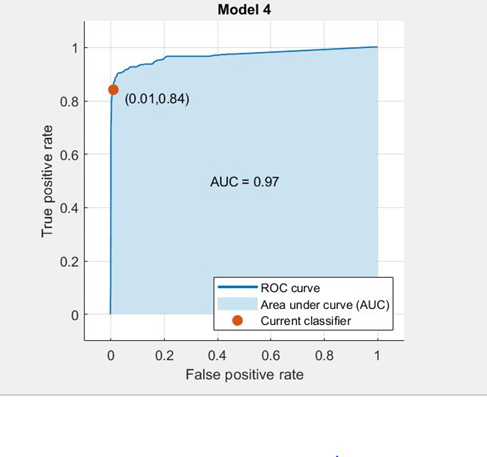 Model 4
1
0.8
0.6
0.4
0.2
0
True positive rate
(0.01,0.84)
AUC = 0.97
ROC curve
Area under curve (AUC)
Current classifier
0 0.2 0.4 0.6 0.8 1
False positive rate